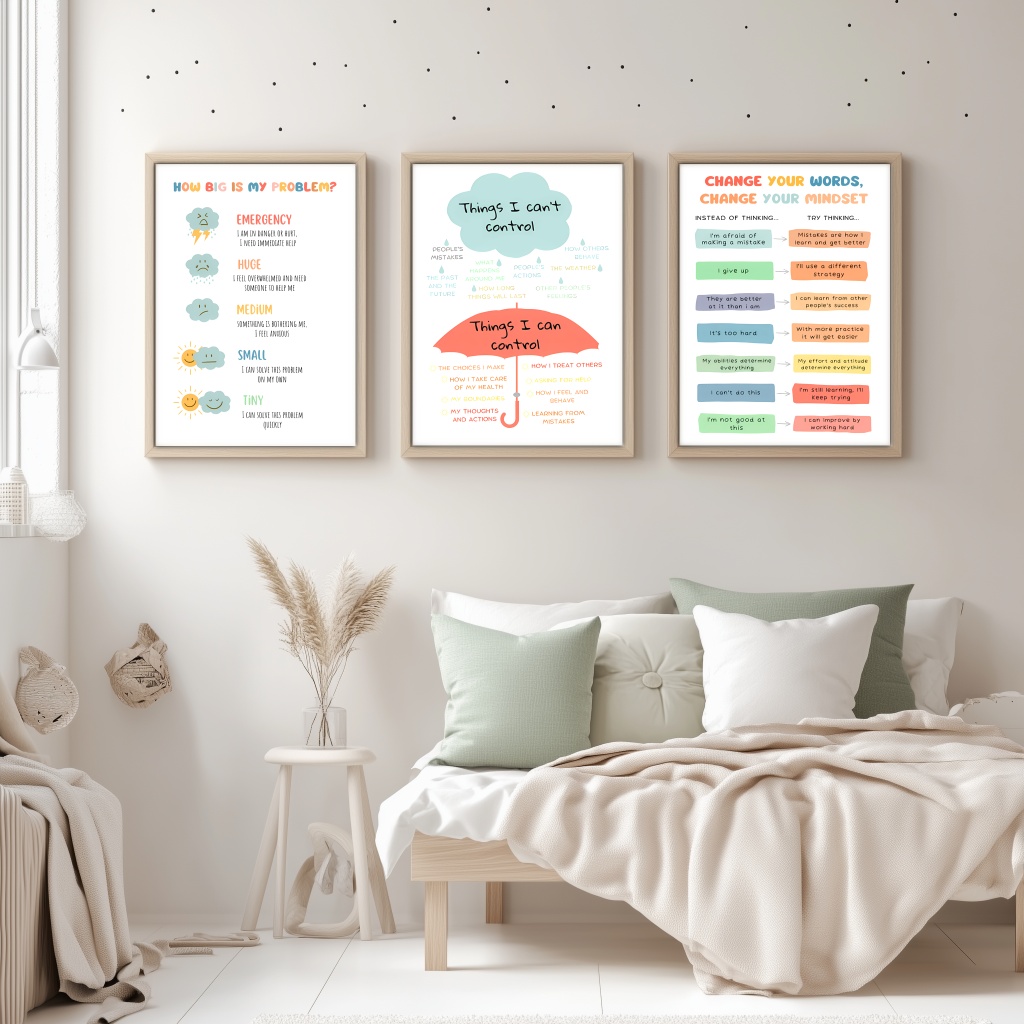 HOW BIG IS MY PROBLEM?
EMERGENCY
I AM IN DANGER OR HURT,
I NEED IMMEDIATE HELP
HUGE
I FEEL OVERWHELMED AND NEED
SOMEONE TO HELP ME
MEDIUM
SOMETHING IS BOTHERING ME,
I FEEL ANXIOUS
SMALL
I CAN SOLVE THIS PROBLEM
ON MY OWN
TINY
I CAN SOLVE THIS PROBLEM
QUICKLY
Things I can't
control
PEOPLE'S
MISTAKES
WHAT
HAPPENS
AROUND ME
PEOPLE'S
ACTIONS
HOW OTHERS
BEHAVE
THE WEATHER
THE PAST
AND THE
FUTURE
HOW LONG
THINGS WILL LAST
OTHER PEOPLE'S
FEELINGS
Things I can
control
THE CHOICES I MAKE
HOW I TAKE CARE
OF MY HEALTH
MY BOUNDARIES
MY THOUGHTS
AND ACTIONS
HOW I TREAT OTHERS
ASKING FOR HELP
HOW I FEEL AND
BEHAVE
LEARNING FROM
MISTAKES
CHANGE YOUR WORDS,
CHANGE YOUR MINDSET
INSTEAD OF THINKING... TRY THINKING...
I'm afraid of
making a mistake
Mistakes are how I
learn and get better
I give up
I'll use a different
strategy
They are better
at it than i am
I can learn from other
people's success
It's too hard
With more practice
it will get easier
My abilities determine
everything
My effort and attitude
determine everything
I can't do this
I'm still learning, I'll
keep trying
I'm not good at
this
I can improve by
working hard